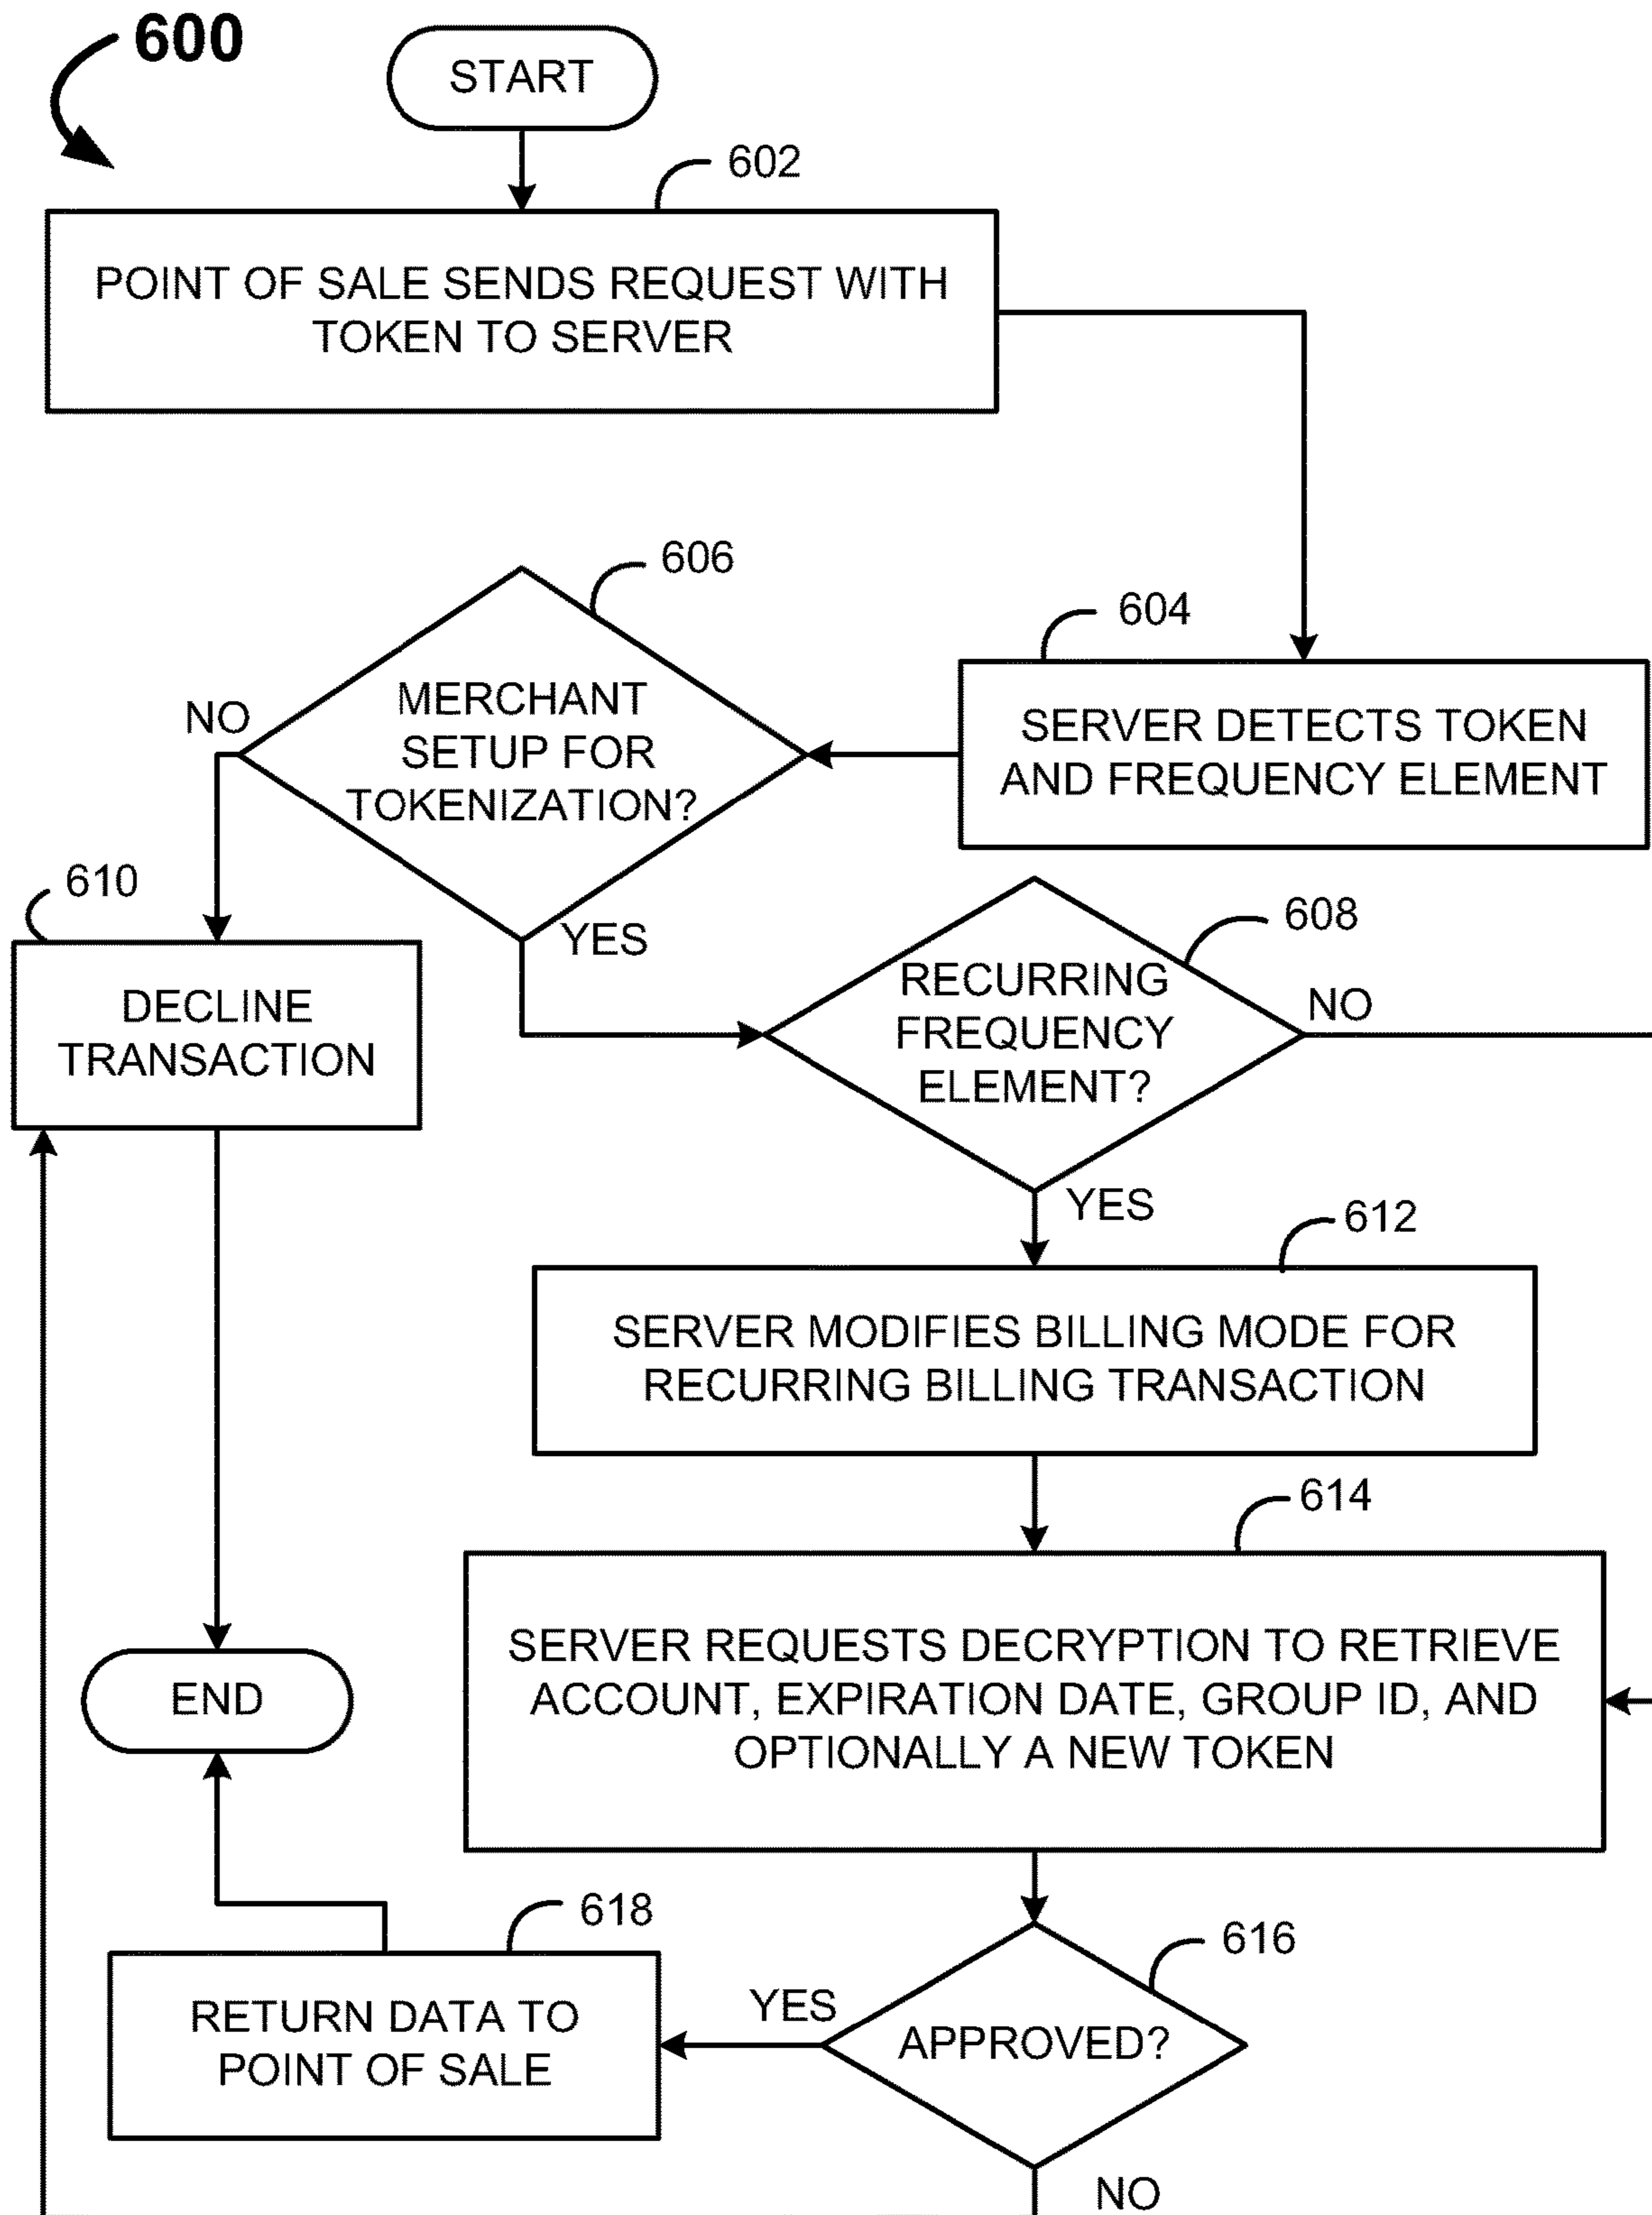 600
START
602
POINT OF SALE SENDS REQUEST WITH
TOKEN TO SERVER
606
604
MERCHANT
SETUP FOR
TOKENIZATION?
NO
SERVER DETECTS TOKEN
AND FREQUENCY ELEMENT
610
YES
608
DECLINE
TRANSACTION
RECURRING
FREQUENCY
ELEMENT?
NO
YES
612
SERVER MODIFIES BILLING MODE FOR
RECURRING BILLING TRANSACTION
614
SERVER REQUESTS DECRYPTION TO RETRIEVE
ACCOUNT, EXPIRATION DATE, GROUP ID, AND
OPTIONALLY A NEW TOKEN
END
618
616
RETURN DATA TO
POINT OF SALE
YES
APPROVED?
NO